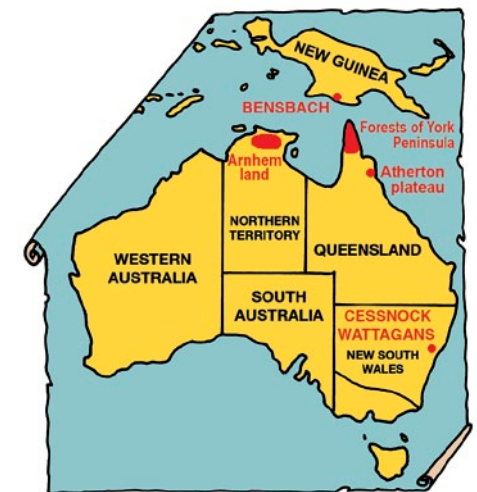 NEW GUINEA
BENSBACH
Forests of York
Peninsula
Arnhem
land
Atherton
plateau
NORTHERN
TERRITORY
QUEENSLAND
WESTERN
AUSTRALIA
SOUTH
AUSTRALIA
CESSNOCK
WATTAGANS
NEW SOUTH
WALES